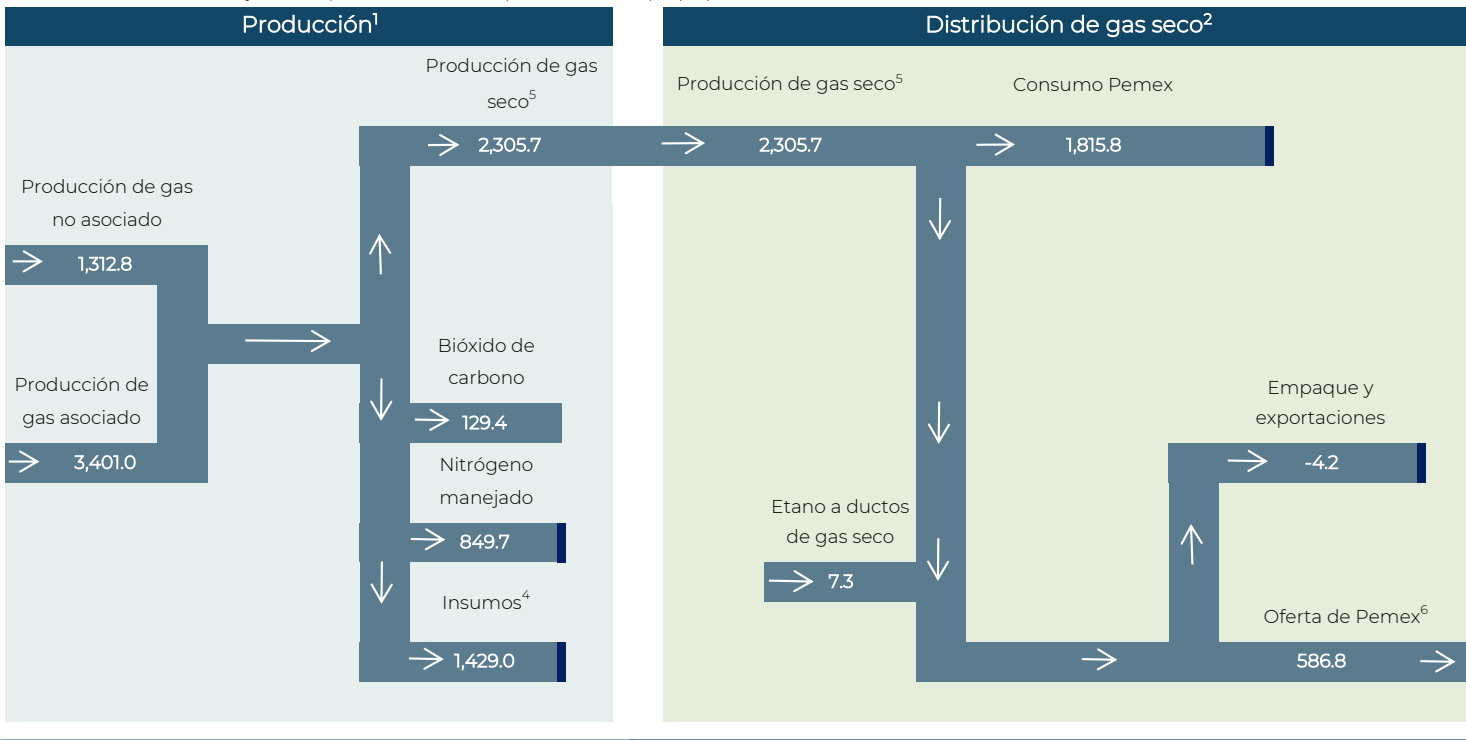 Producción¹
Producción de gas
seco⁵
2,305.7
Producción de gas
no asociado
1,312.8
Producción de
gas asociado
3,401.0
Bióxido de
carbono
129.4
Nitrógeno
manejado
849.7
Insumos⁴
1,429.0
Distribución de gas seco²
Producción de gas seco⁵
2,305.7
Consumo Pemex
1,815.8
Empaque y
exportaciones
-4.2
Etano a ductos
de gas seco
7.3
Oferta de Pemex⁶
586.8